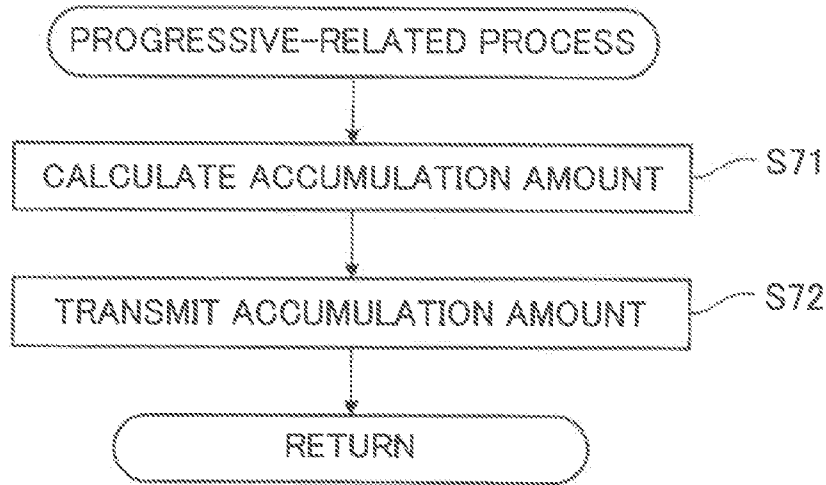 PROGRESSIVE-RELATED PROCESS
CALCULATE ACCUMULATION AMOUNT
S71
TRANSMIT ACCUMULATION AMOUNT
S72
RETURN